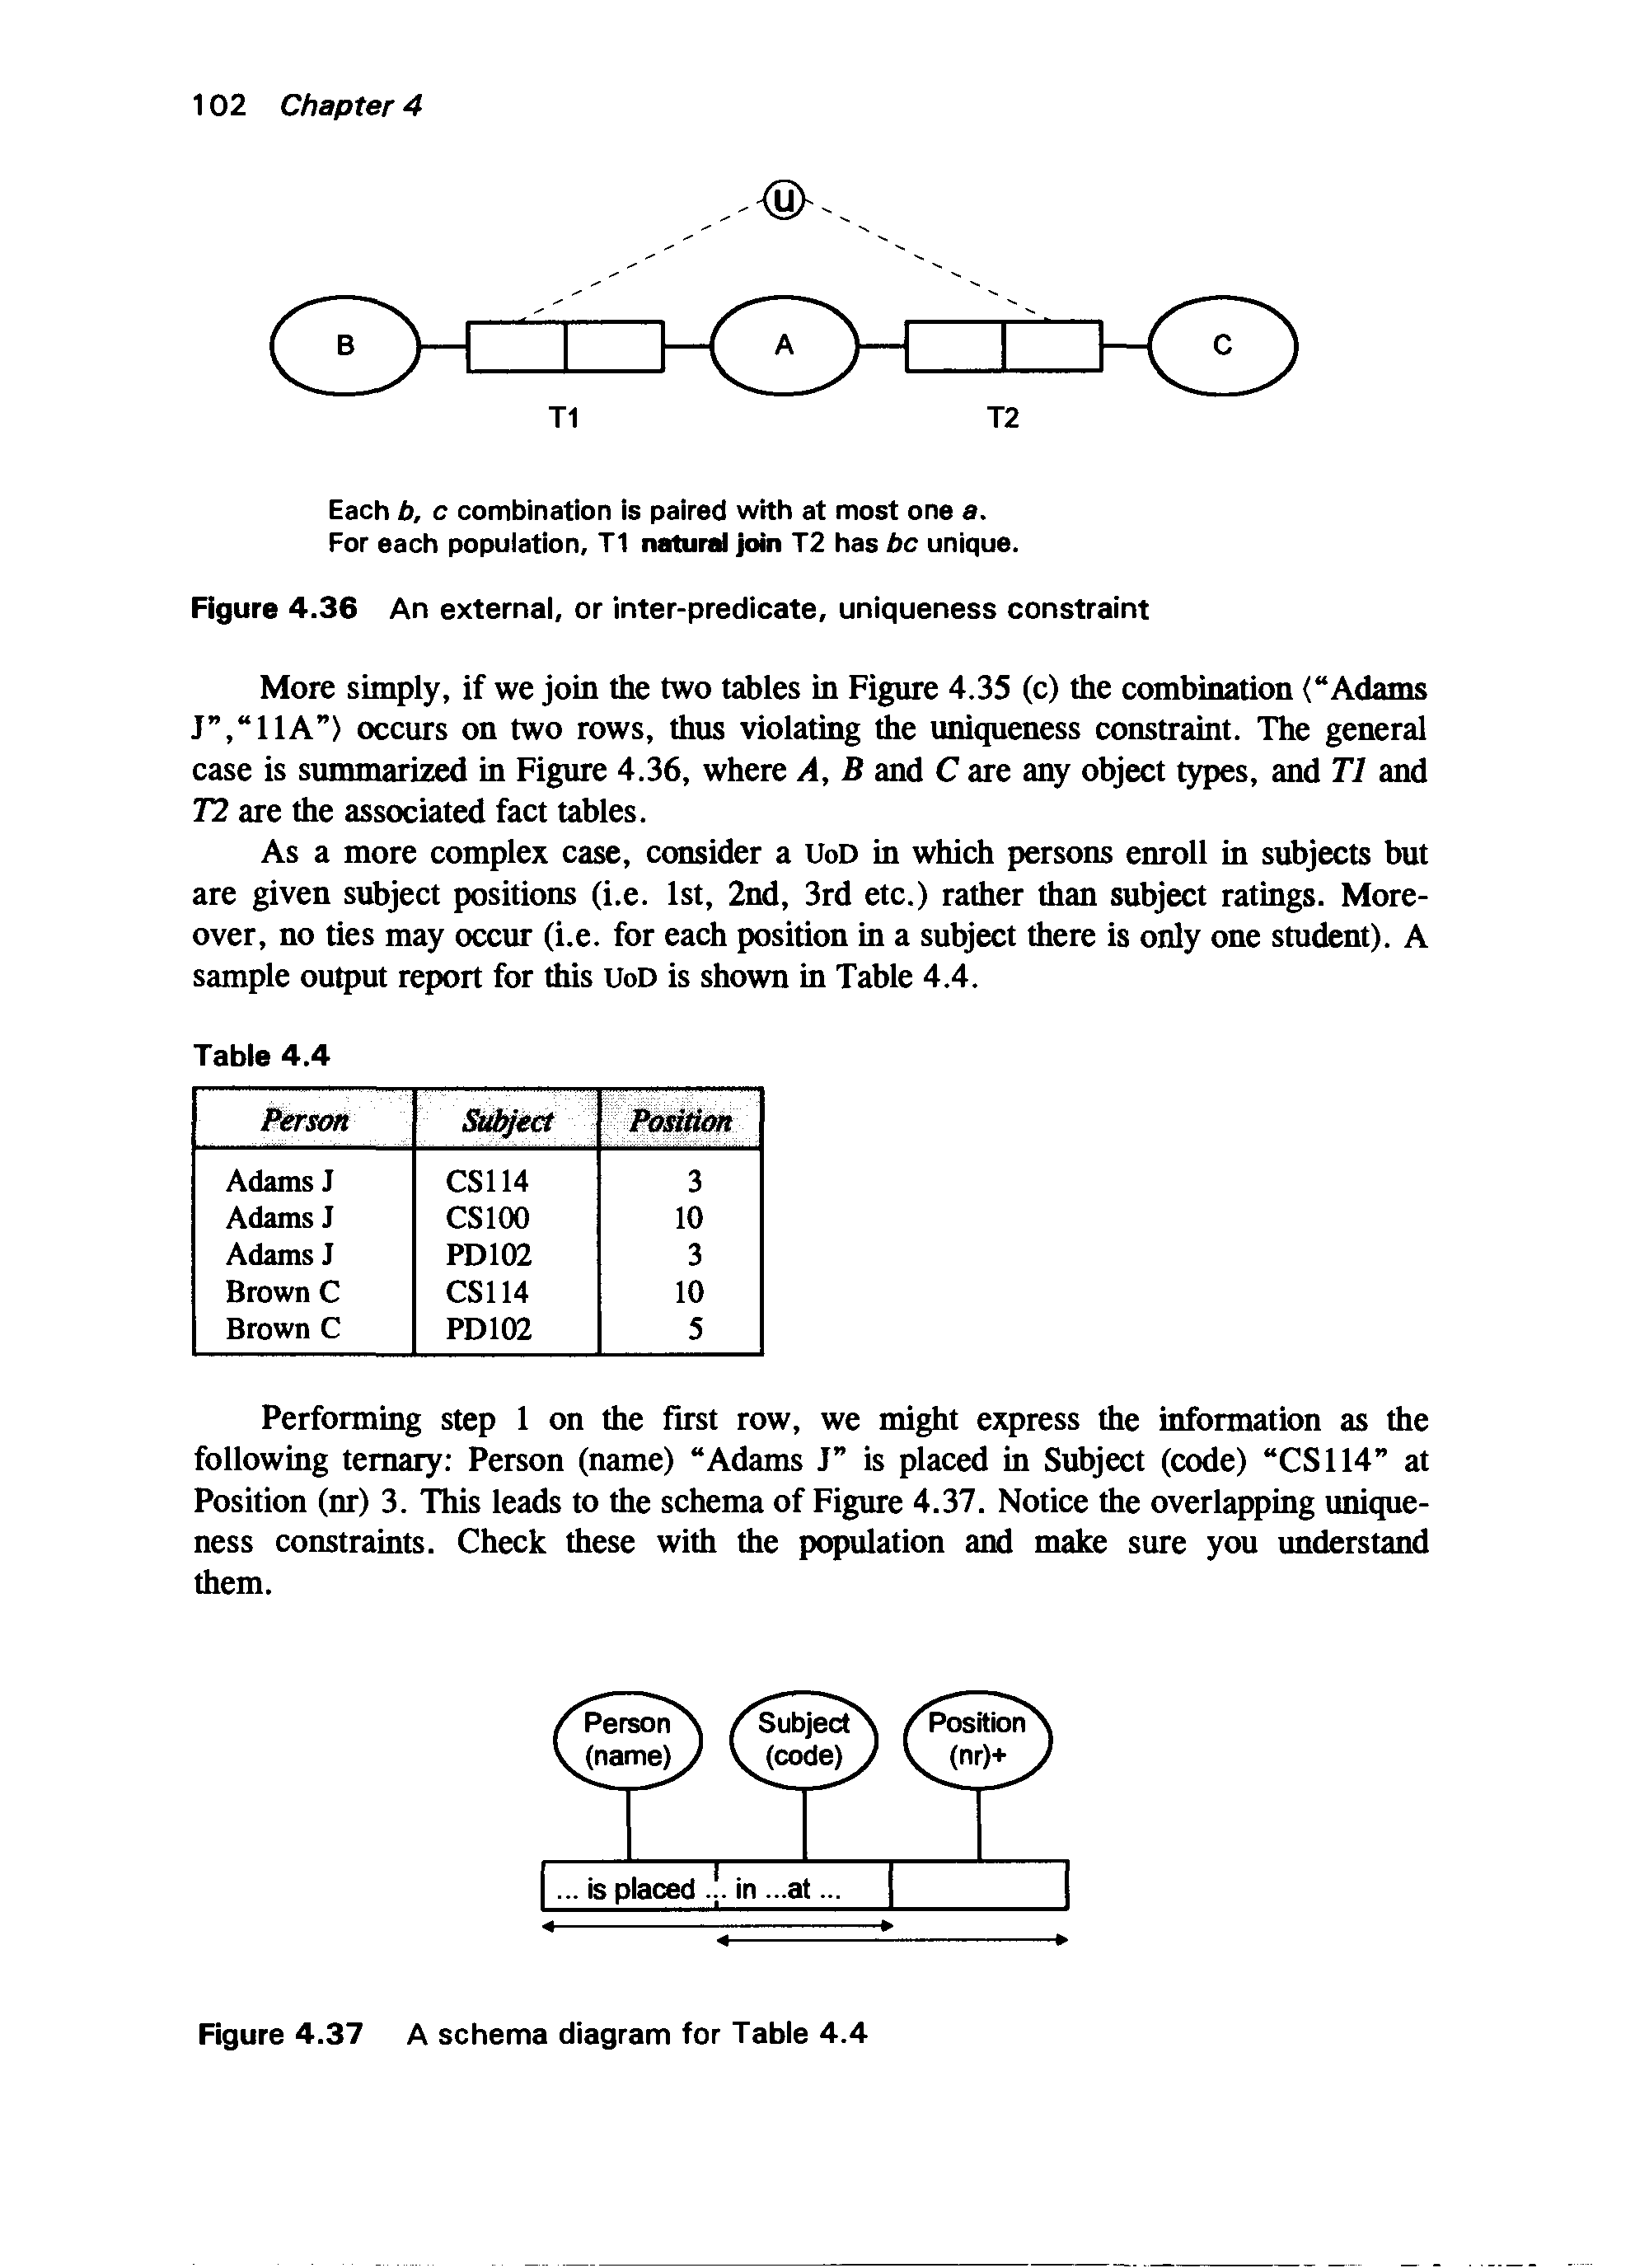 102 Chapter 4
U
B
A
C
T1
T2
Each b, c combination is paired with at most one a.
For each population, T1 natural join T2 has bc unique.
Figure 4.36 An external, or inter-predicate, uniqueness constraint
More simply, if we join the two tables in Figure 4.35 (c) the combination ⟨“Adams
J”,“11A”⟩ occurs on two rows, thus violating the uniqueness constraint. The general
case is summarized in Figure 4.36, where A, B and C are any object types, and T1 and
T2 are the associated fact tables.
As a more complex case, consider a UoD in which persons enroll in subjects but
are given subject positions (i.e. 1st, 2nd, 3rd etc.) rather than subject ratings. More-
over, no ties may occur (i.e. for each position in a subject there is only one student). A
sample output report for this UoD is shown in Table 4.4.
Table 4.4
Person Subject Position
Adams J CS114 3
Adams J CS100 10
Adams J PD102 3
Brown C CS114 10
Brown C PD102 5
Performing step 1 on the first row, we might express the information as the
following ternary: Person (name) “Adams J” is placed in Subject (code) “CS114” at
Position (nr) 3. This leads to the schema of Figure 4.37. Notice the overlapping unique-
ness constraints. Check these with the population and make sure you understand
them.
Person
(name)
Subject
(code)
Position
(nr)+
... is placed ... in ...at ...
Figure 4.37 A schema diagram for Table 4.4